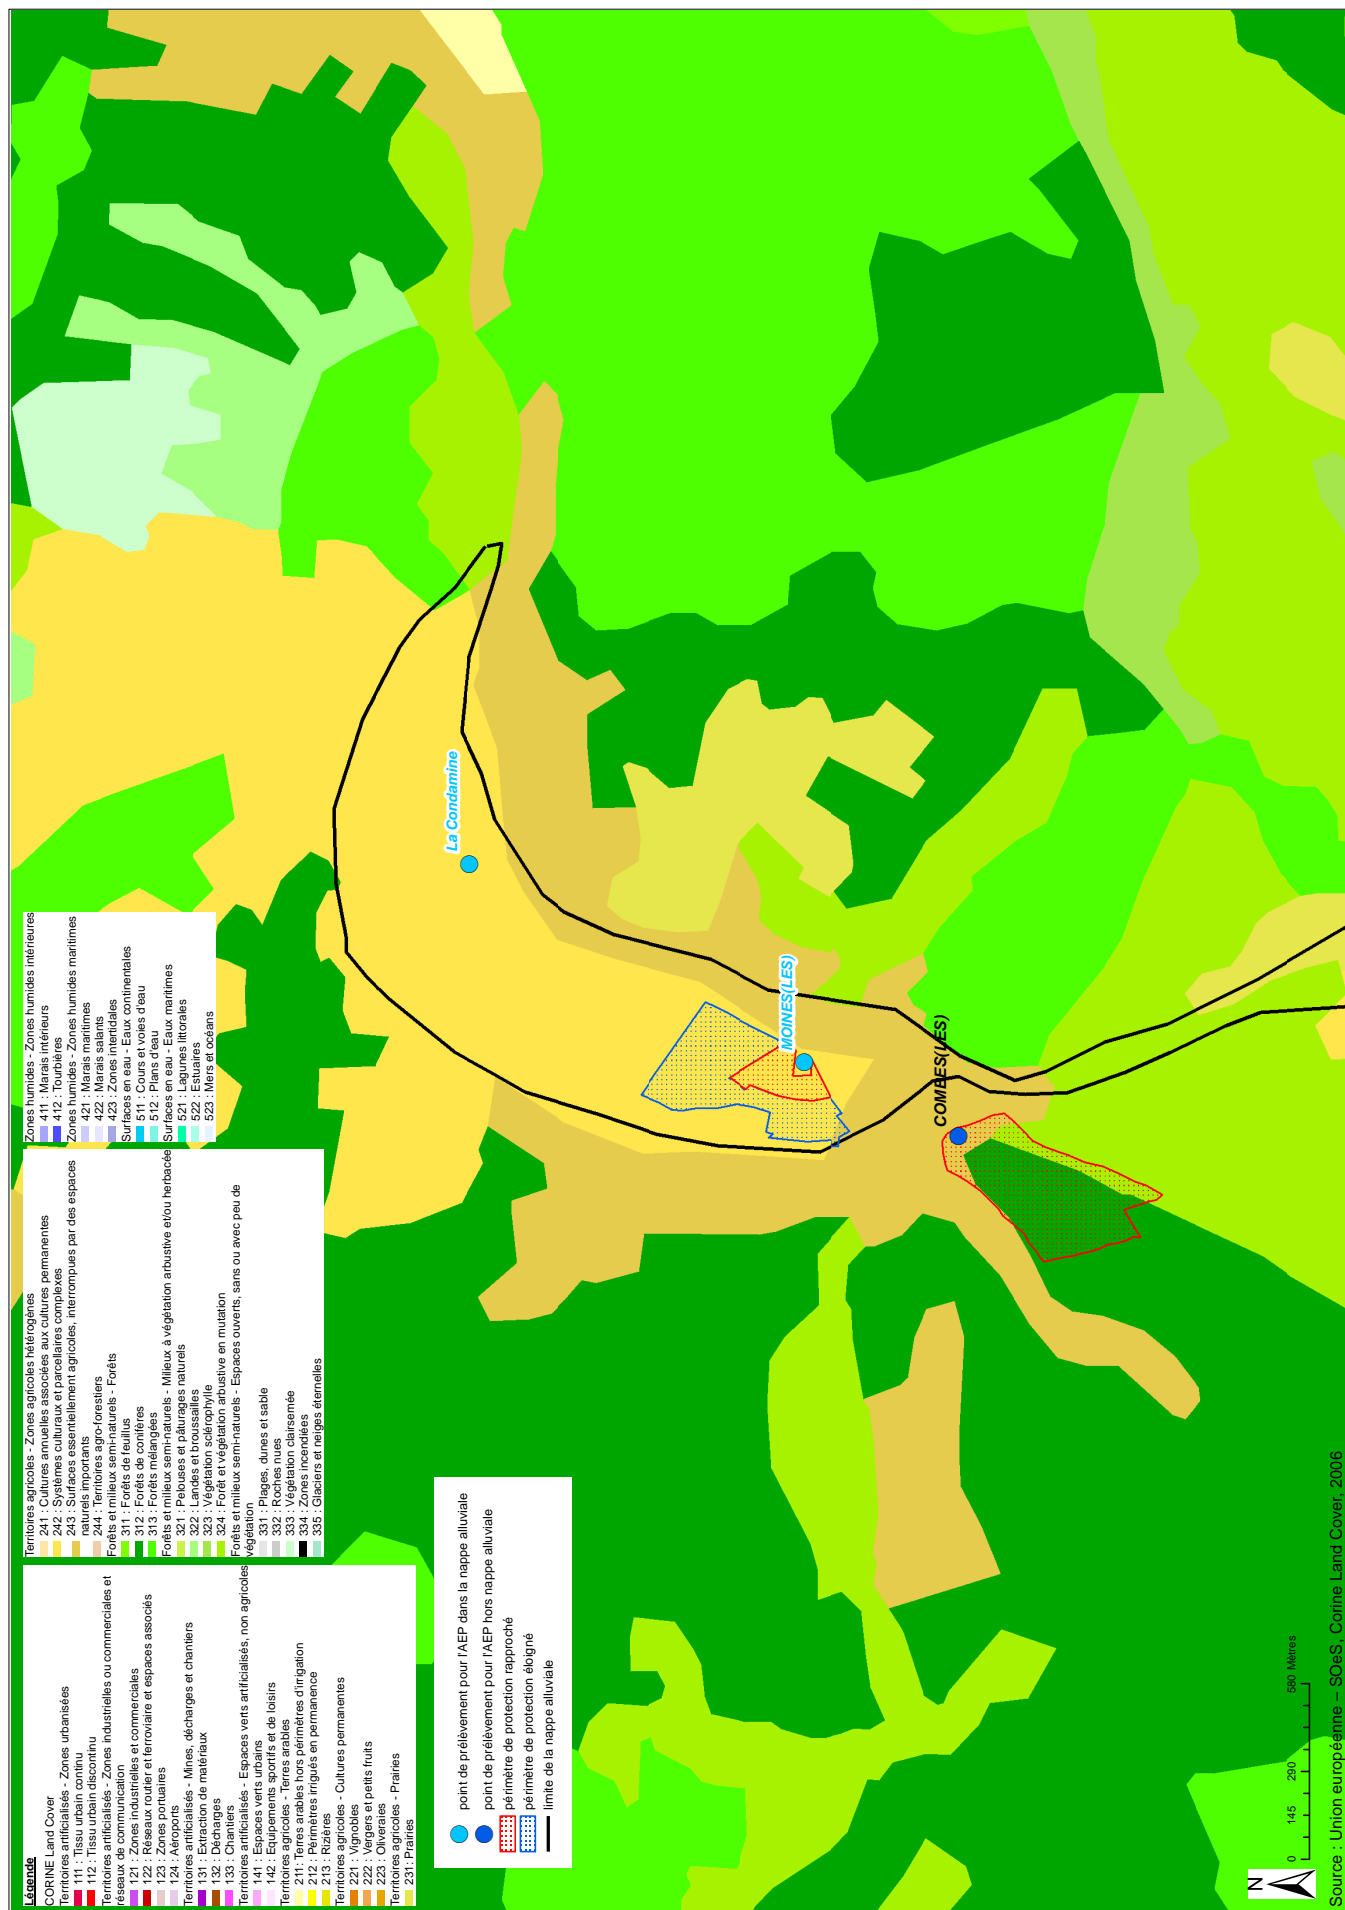 Légende
CORINE Land Cover
Territoires artificialisés - Zones urbanisées
111 : Tissu urbain continu
112 : Tissu urbain discontinu
Territoires artificialisés - Zones industrielles ou commerciales et
réseaux de communication
121 : Zones industrielles et commerciales
122 : Réseaux routier et ferroviaire et espaces associés
123 : Zones portuaires
124 : Aéroports
Territoires artificialisés - Mines, décharges et chantiers
131 : Extraction de matériaux
132 : Décharges
133 : Chantiers
Territoires artificialisés - Espaces verts artificialisés, non agricoles
141 : Espaces verts urbains
142 : Equipements sportifs et de loisirs
Territoires agricoles - Terres arables
211: Terres arables hors périmètres d'irrigation
212 : Périmètres irrigués en permanence
213 : Rizières
Territoires agricoles - Cultures permanentes
221 : Vignobles
222 : Vergers et petits fruits
223 : Oliveraies
Territoires agricoles - Prairies
231: Prairies
Territoires agricoles - Zones agricoles hétérogènes
241 : Cultures annuelles associées aux cultures permanentes
242 : Systèmes culturaux et parcellaires complexes
243 : Surfaces essentiellement agricoles, interrompues par des espaces
naturels importants
244 : Territoires agro-forestiers
Forêts et milieu semi-naturels - Forêts
311 : Forêts de feuillus
312 : Forêts de conifères
313 : Forêts mélangées
Forêts et milieu semi-naturels - Milieux à végétation arbustive et/ou herbacée
321 : Pelouses et pâturages naturels
322 : Landes et broussailles
323 : Végétation sclérophylle
324 : Forêt et végétation arbustive en mutation
Forêts et milieux semi-naturels - Espaces ouverts, sans ou avec peu de
végétation
331 : Plages, dunes et sable
332 : Roches nues
333 : Végétation clairsemée
334 : Zones incendiées
335 : Glaciers et neiges éternelles
Zones humides - Zones humides intérieures
411 : Marais intérieurs
412 : Tourbières
Zones humides - Zones humides maritimes
421 : Marais maritimes
422 : Marais salants
423 : Zones intertidales
Surfaces en eau - Eaux continentales
511 : Cours et voies d'eau
512 : Plans d'eau
Surfaces en eau - Eaux maritimes
521 : Lagunes littorales
522 : Estuaires
523 : Mers et océans
point de prélèvement pour l'AEP dans la nappe alluviale
point de prélèvement pour l'AEP hors nappe alluviale
périmètre de protection rapproché
périmètre de protection éloigné
limite de la nappe alluviale
La Condamine
MOINES(LES)
COMBES(LES)
N
0 145 290 580 Mètres
Source : Union européenne – SOeS, Corine Land Cover, 2006